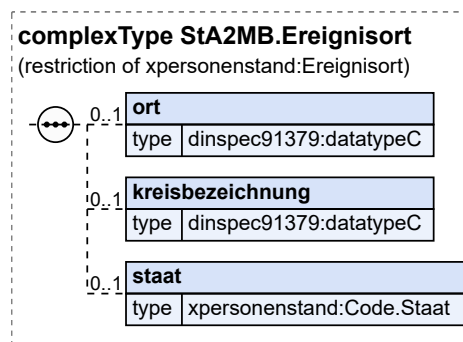 complexType StA2MB.Ereignisort
(restriction of xpersonenstand:Ereignisort)
0..1 ort
type dinspec91379:datatypeC
0..1 kreisbezeichnung
type dinspec91379:datatypeC
0..1 staat
type xpersonenstand:Code.Staat